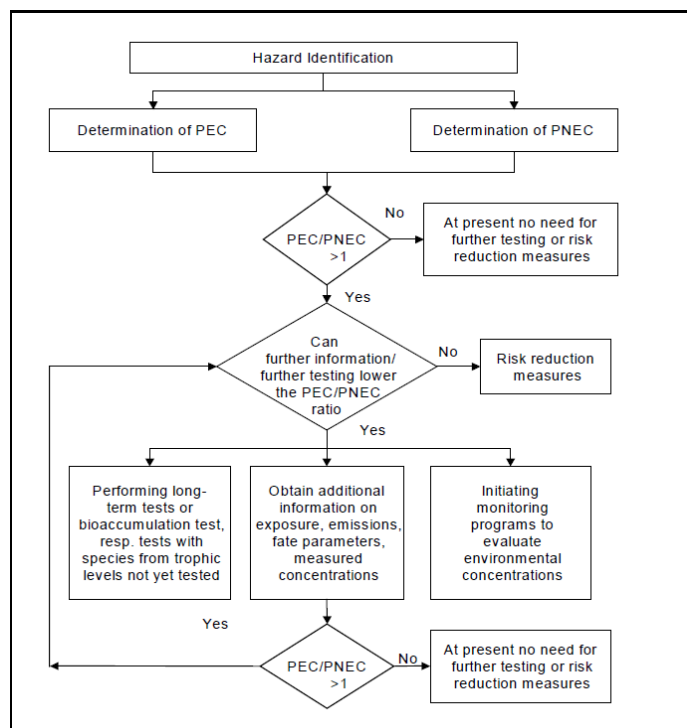 Hazard Identification
Determination of PEC
Determination of PNEC
PEC/PNEC
>1
No
At present no need for
further testing or risk
reduction measures
Yes
Can
further information/
further testing lower
the PEC/PNEC
ratio
No
Risk reduction
measures
Yes
Performing long-
term tests or
bioaccumulation test,
resp. tests with
species from trophic
levels not yet tested
Obtain additional
information on
exposure, emissions,
fate parameters,
measured
concentrations
Initiating
monitoring
programs to
evaluate
environmental
concentrations
Yes
PEC/PNEC
>1
No
At present no need for
further testing or risk
reduction measures